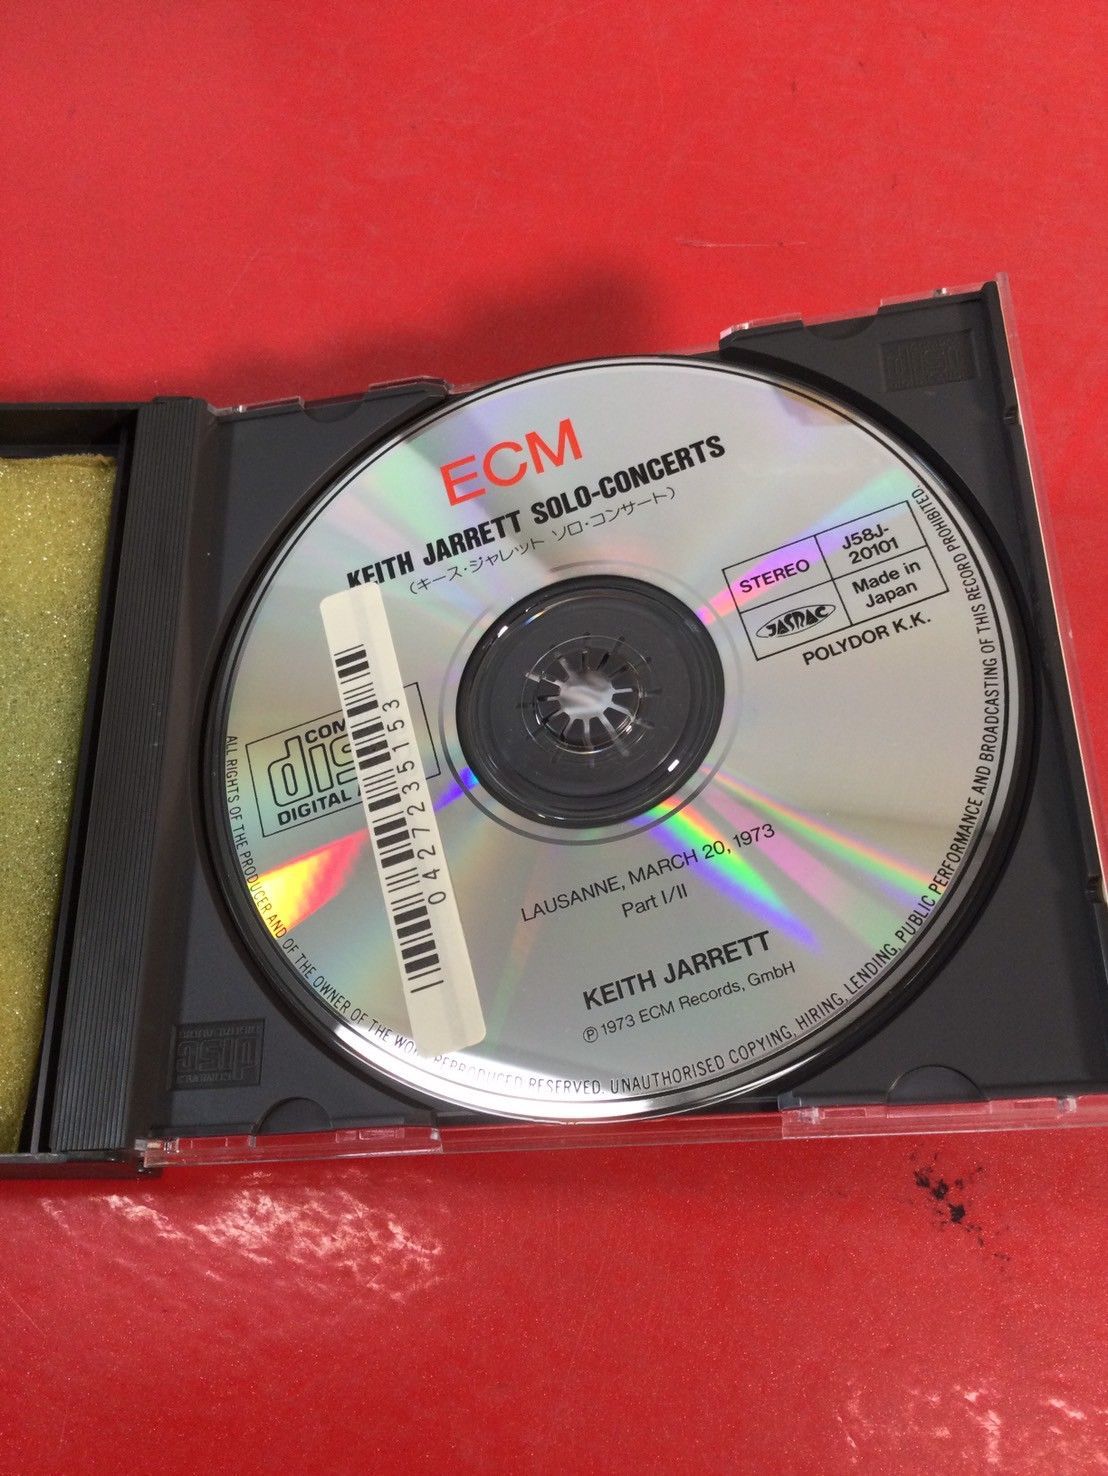 ECM
KEITH JARRETT SOLO-CONCERTS
(キース・ジャレット ソロ・コンサート)
STEREO
J58J-
20101
JASRAC
Made in
Japan
POLYDOR K.K.
DIGITAL
0427235153
LAUSANNE, MARCH 20, 1973
Part I/II
KEITH JARRETT
℗ 1973 ECM Records, GmbH
ALL RIGHTS OF THE PRODUCER AND OF THE OWNER OF THE REPRODUCED RESERVED. UNAUTHORISED COPYING, HIRING, LENDING, PUBLIC PERFORMANCE AND BROADCASTING OF THIS RECORD PROHIBITED.
disc